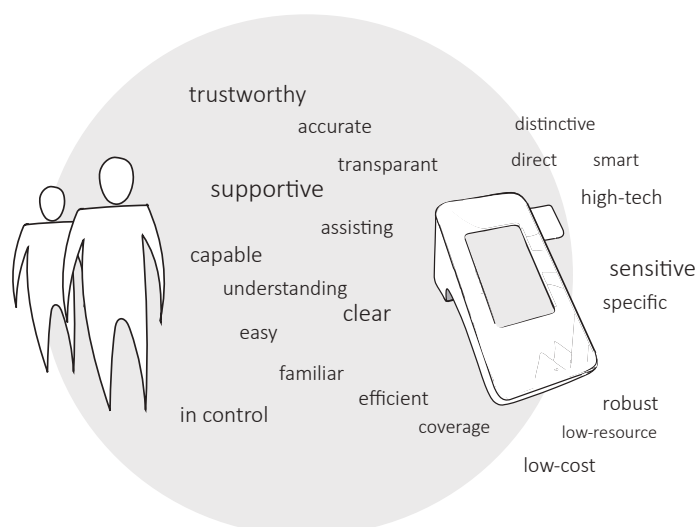 trustworthy
accurate
distinctive
transparant
direct
smart
supportive
high-tech
assisting
capable
sensitive
understanding
specific
clear
easy
familiar
efficient
robust
in control
coverage
low-resource
low-cost